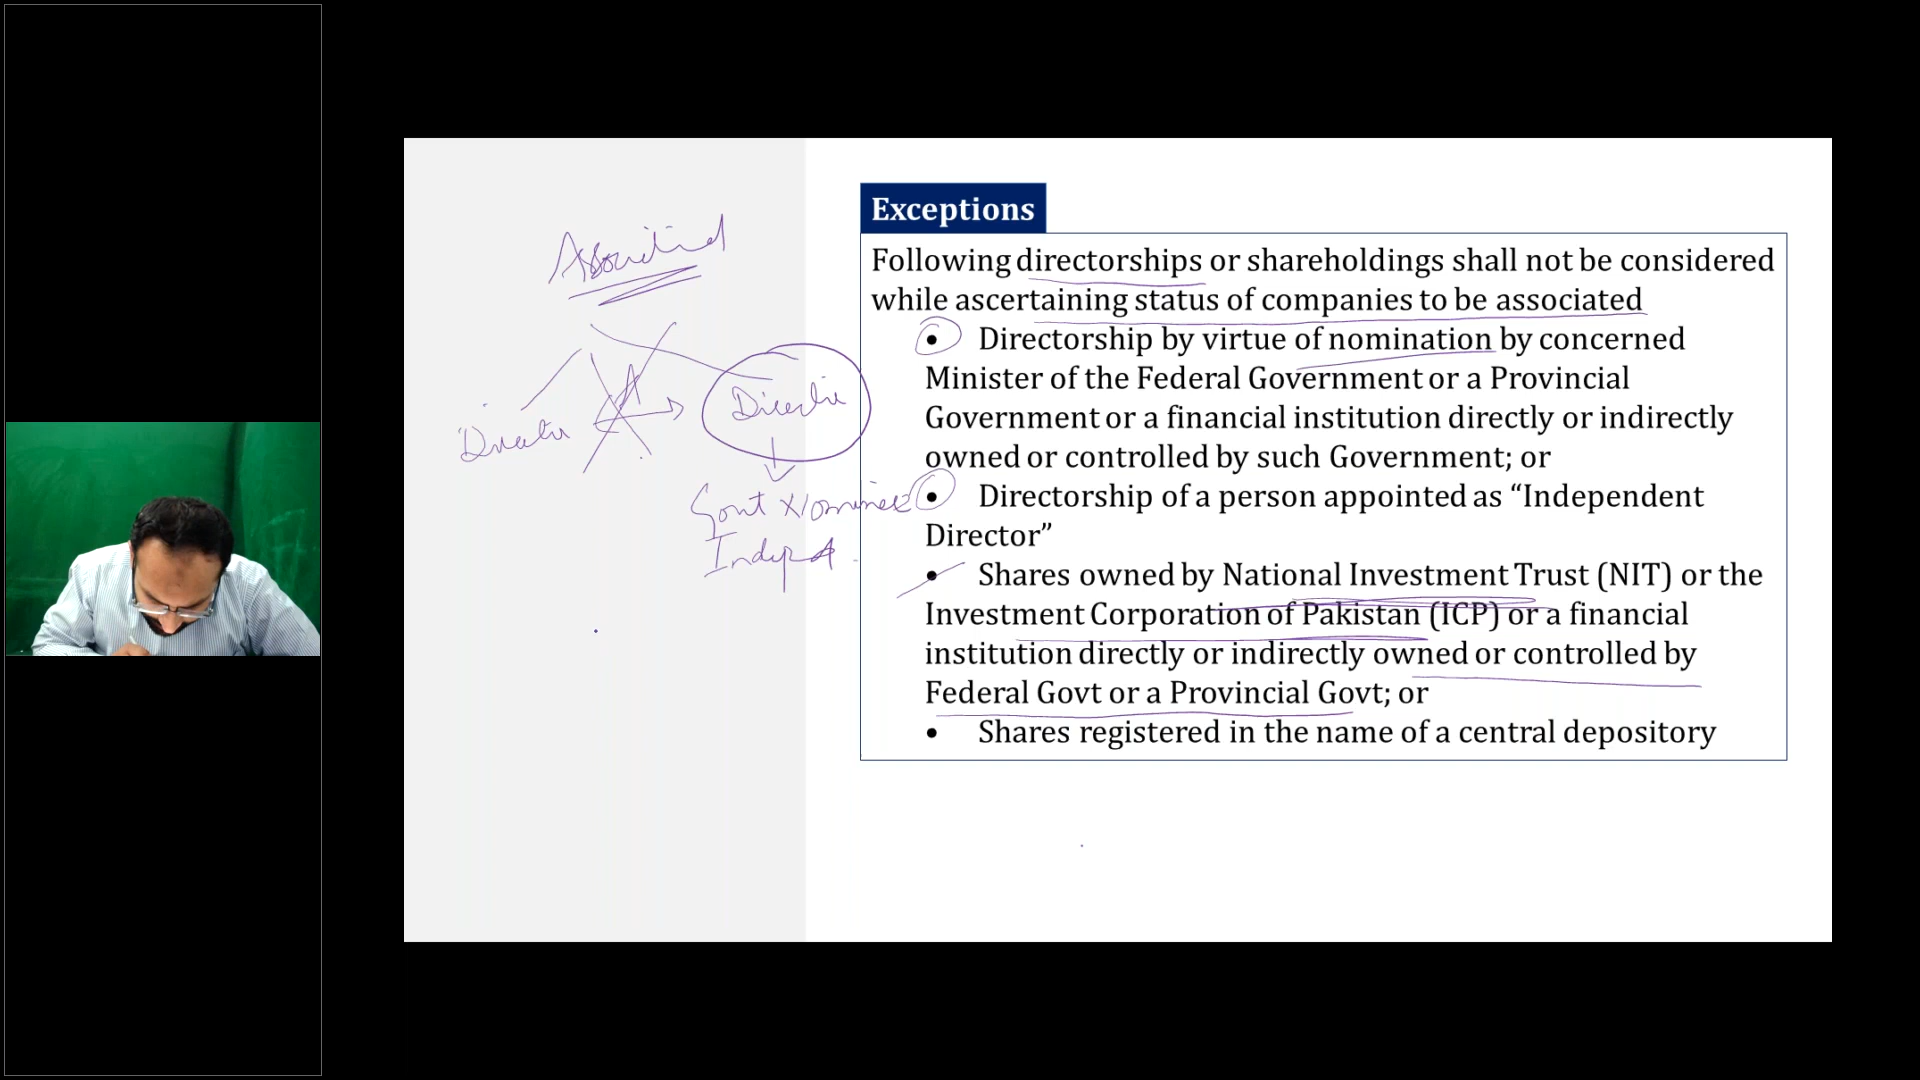 Exceptions
Following directorships or shareholdings shall not be considered
while ascertaining status of companies to be associated
• Directorship by virtue of nomination by concerned
Minister of the Federal Government or a Provincial
Government or a financial institution directly or indirectly
owned or controlled by such Government; or
• Directorship of a person appointed as “Independent
Director”
• Shares owned by National Investment Trust (NIT) or the
Investment Corporation of Pakistan (ICP) or a financial
institution directly or indirectly owned or controlled by
Federal Govt or a Provincial Govt; or
• Shares registered in the name of a central depository
Associated
Govt Nominee